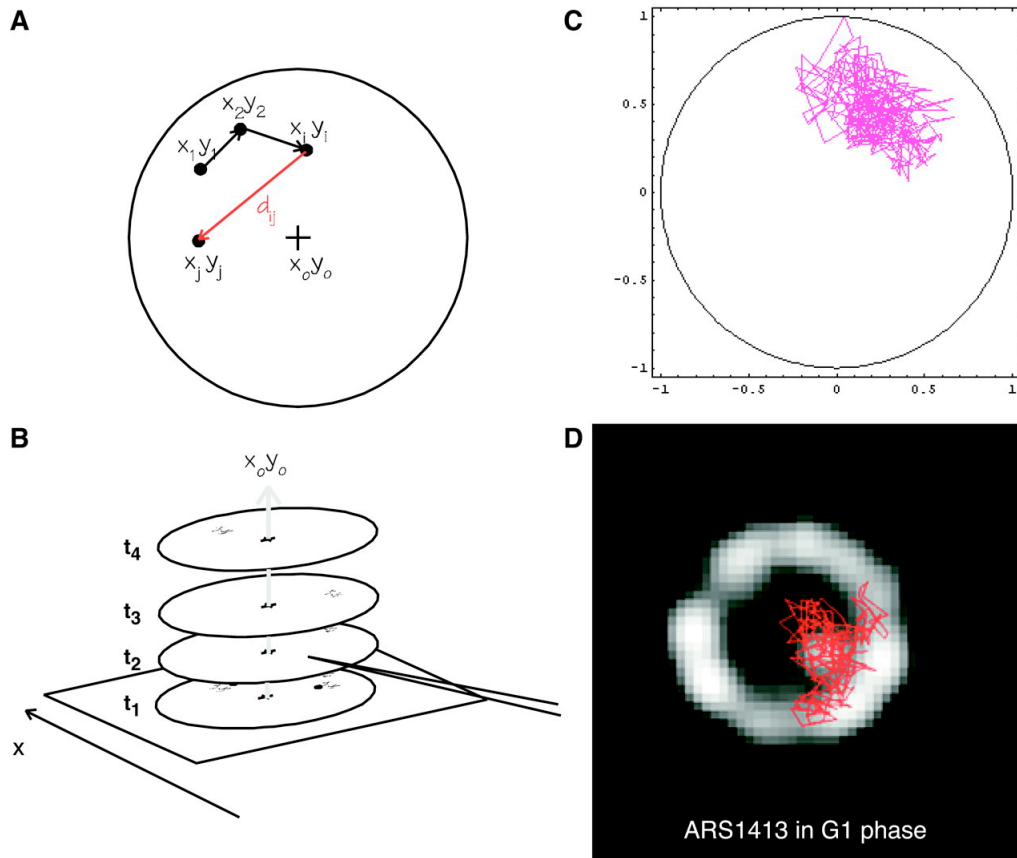 A
x₂y₂
x₁y₁
xᵢyᵢ
dᵢⱼ
xⱼyⱼ
xₒyₒ
B
xₒyₒ
t₄
t₃
t₂
t₁
x
C
1
0.5
0
-0.5
-1
-1
-0.5
0
0.5
1
D
ARS1413 in G1 phase